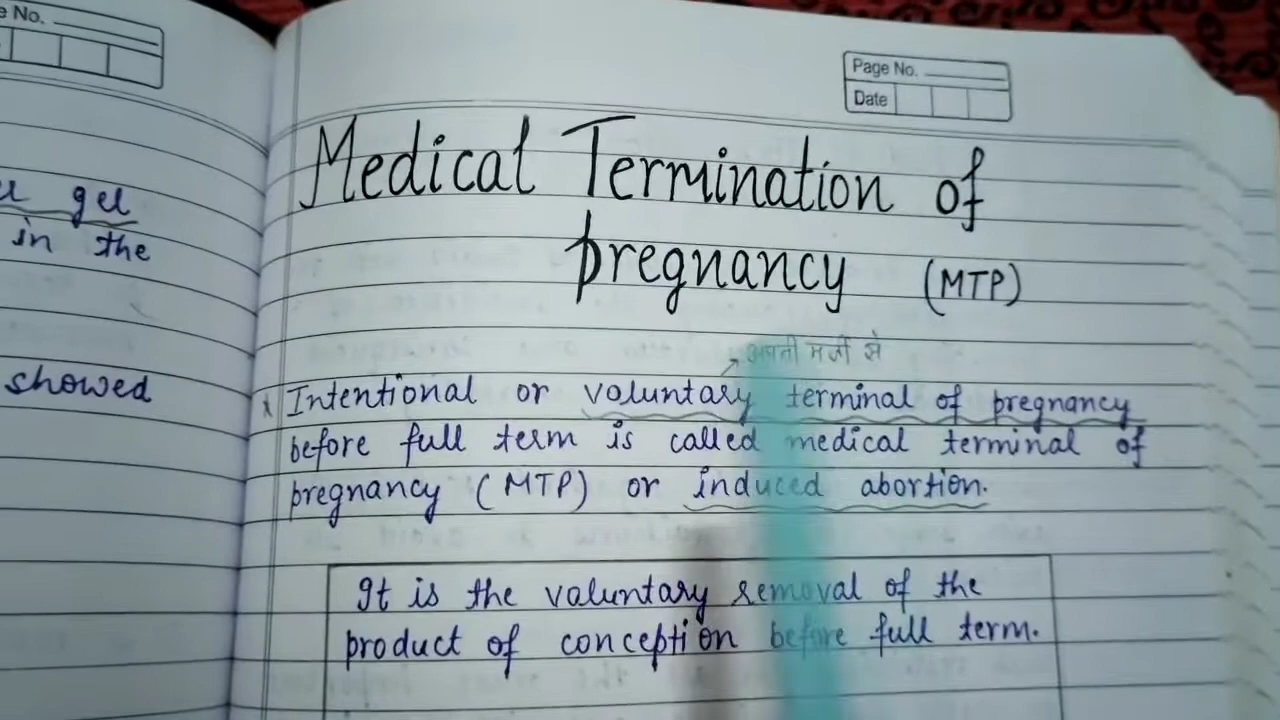 e No.
gel
in the
showed
Page No.
Date
Medical Termination of
pregnancy (MTP)
अपनी मर्जी से
Intentional or voluntary terminal of pregnancy
before full term is called medical terminal of
pregnancy (MTP) or induced abortion.
It is the voluntary removal of the
product of conception before full term.